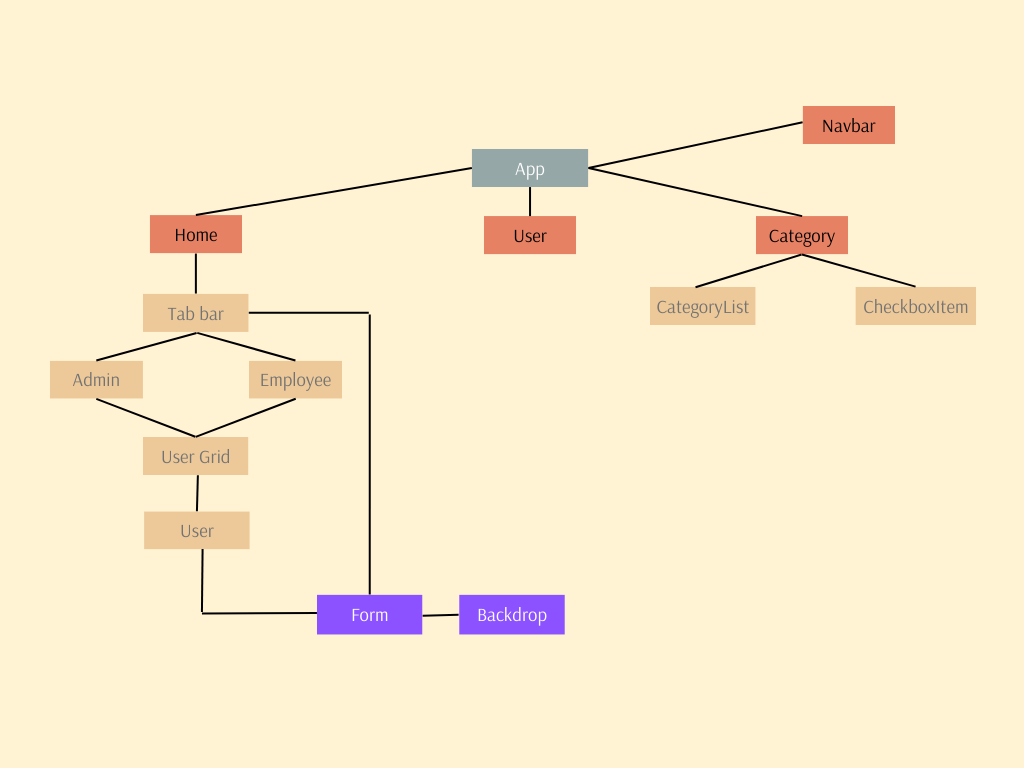 Navbar
App
Home
User
Category
Tab bar
CategoryList
CheckboxItem
Admin
Employee
User Grid
User
Form
Backdrop